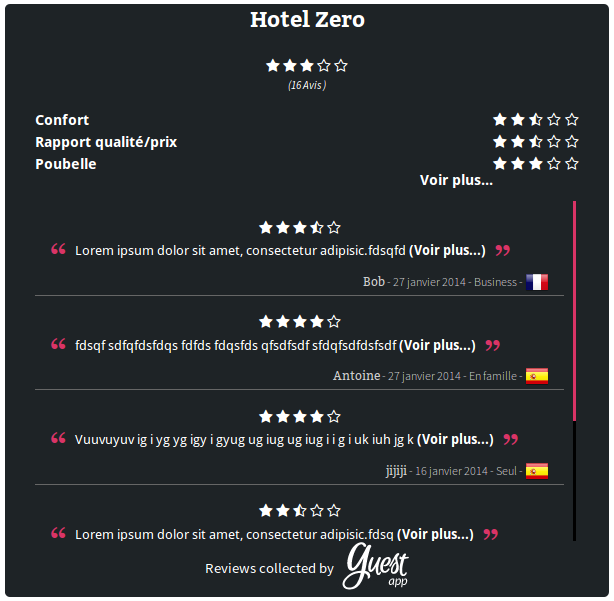 Hotel Zero
(16 Avis)
Confort
Rapport qualité/prix
Poubelle
Voir plus...
“ Lorem ipsum dolor sit amet, consectetur adipisic.fdsqfd (Voir plus...) ”
Bob - 27 janvier 2014 - Business -
“ fdsqf sdfqfdsfdqs fdfds fdqsfds qfsdfsdf sfdqsfdsfsdf (Voir plus...) ”
Antoine - 27 janvier 2014 - En famille -
“ Vuuvuyuv ig i yg yg igy i gyug ug iug ug iug i i g i uk iuh jg k (Voir plus...) ”
jijiji - 16 janvier 2014 - Seul -
“ Lorem ipsum dolor sit amet, consectetur adipisic.fdsq (Voir plus...) ”
Reviews collected by Guest app